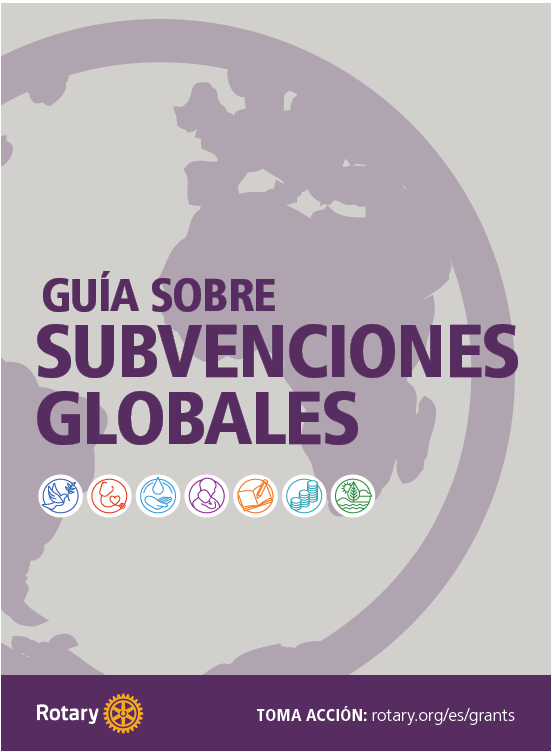 GUÍA SOBRE
SUBVENCIONES
GLOBALES
Rotary
TOMA ACCIÓN: rotary.org/es/grants